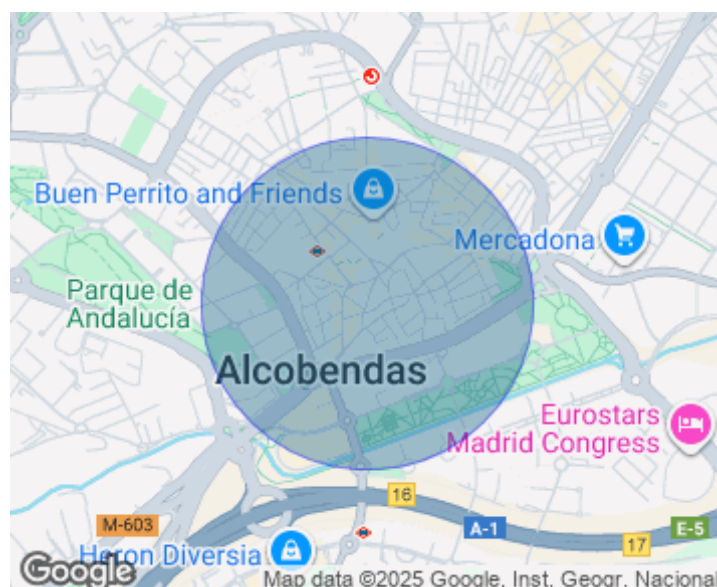 Buen Perrito and Friends
Mercadona
Parque de
Andalucía
Alcobendas
Eurostars
Madrid Congress
16
M-603
A-1
E-5
17
Heron Diversia
Google
Map data ©2025 Google, Inst. Geogr. Nacional